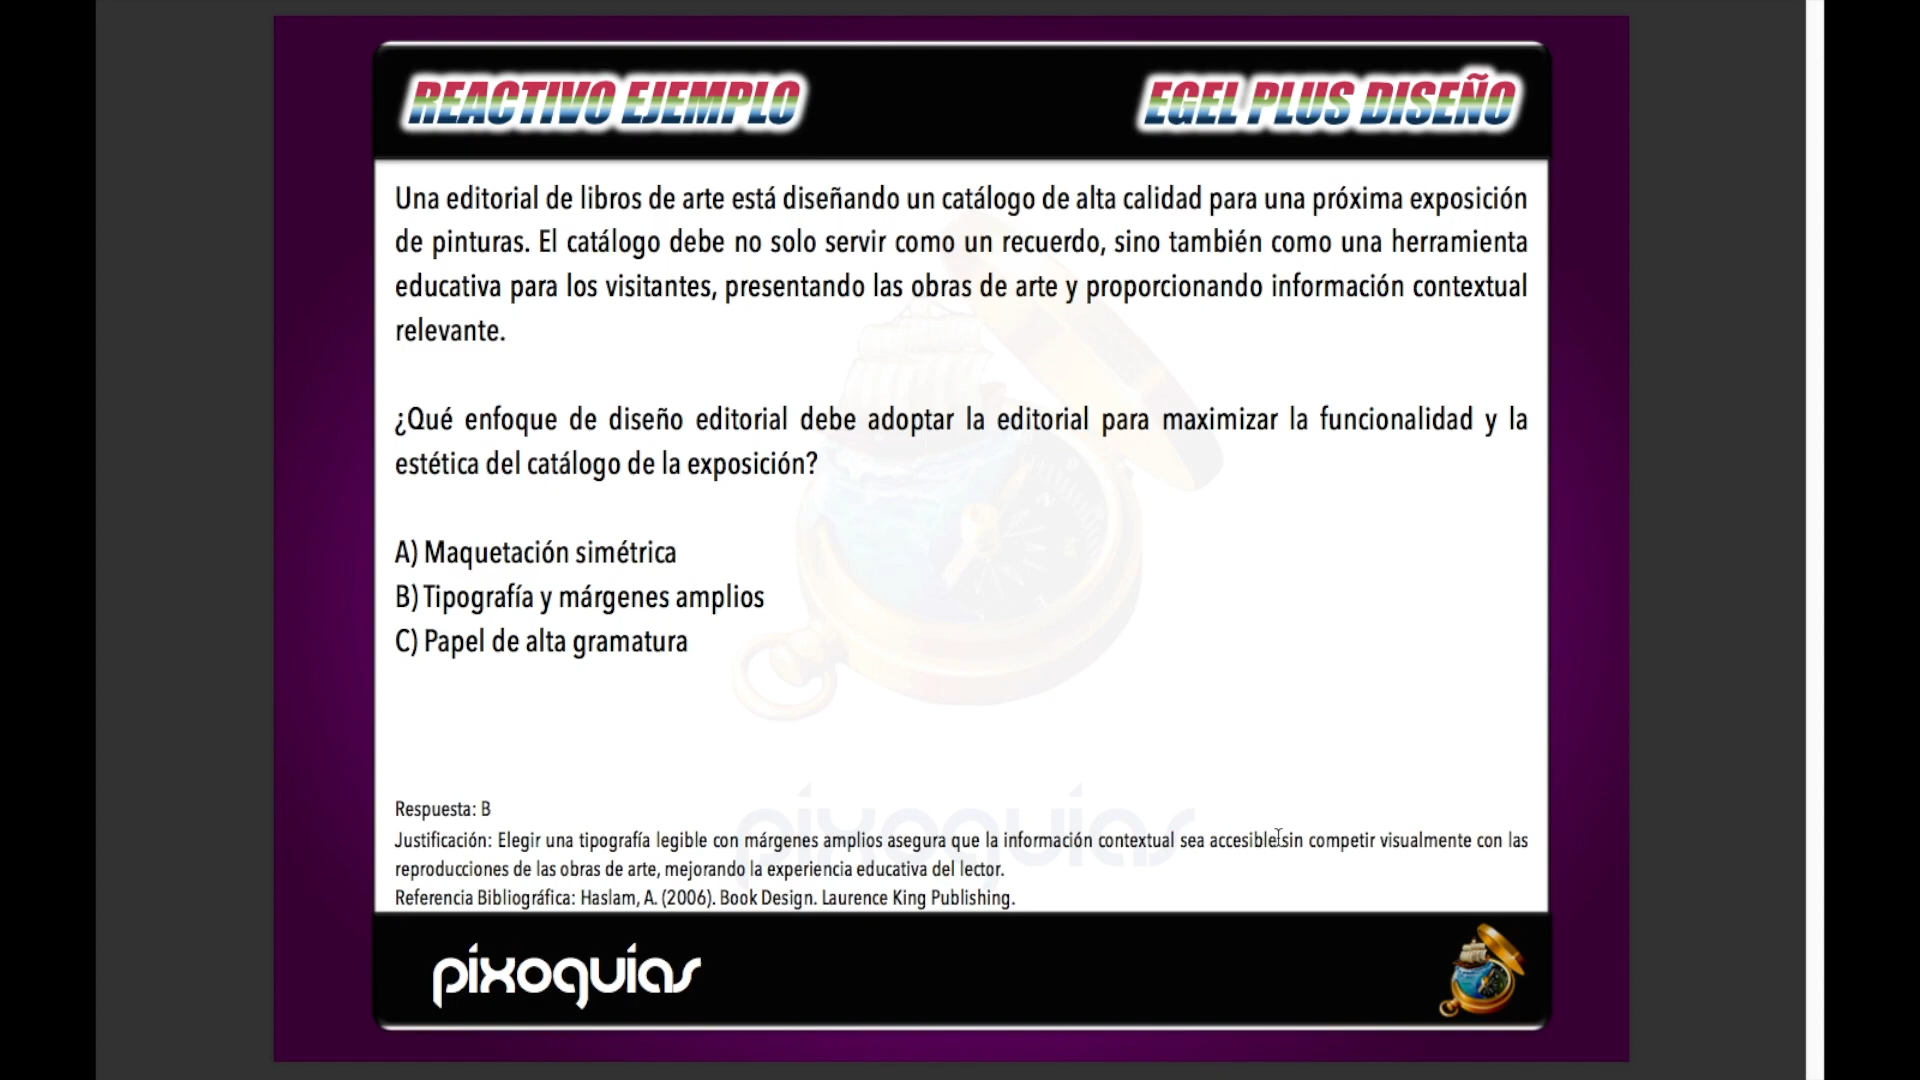 REACTIVO EJEMPLO
EGEL PLUS DISEÑO
Una editorial de libros de arte está diseñando un catálogo de alta calidad para una próxima exposición
de pinturas. El catálogo debe no solo servir como un recuerdo, sino también como una herramienta
educativa para los visitantes, presentando las obras de arte y proporcionando información contextual
relevante.
¿Qué enfoque de diseño editorial debe adoptar la editorial para maximizar la funcionalidad y la
estética del catálogo de la exposición?
A) Maquetación simétrica
B) Tipografía y márgenes amplios
C) Papel de alta gramatura
Respuesta: B
Justificación: Elegir una tipografía legible con márgenes amplios asegura que la información contextual sea accesible sin competir visualmente con las
reproducciones de las obras de arte, mejorando la experiencia educativa del lector.
Referencia Bibliográfica: Haslam, A. (2006). Book Design. Laurence King Publishing.
pixoguias
pixoguias